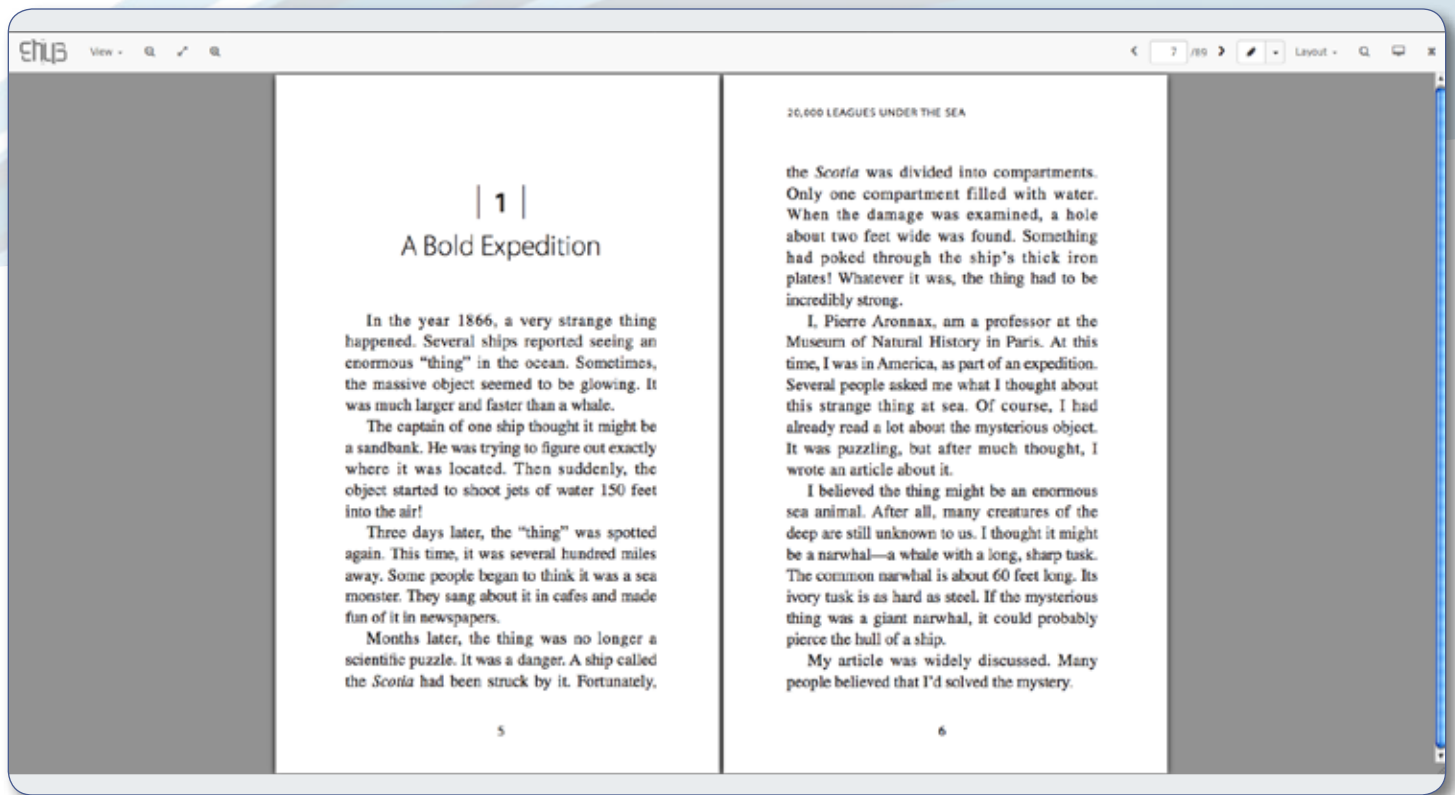 EHUB
View
7 /89
Layout
| 1 |
A Bold Expedition
In the year 1866, a very strange thing
happened. Several ships reported seeing an
enormous “thing” in the ocean. Sometimes,
the massive object seemed to be glowing. It
was much larger and faster than a whale.
The captain of one ship thought it might be
a sandbank. He was trying to figure out exactly
where it was located. Then suddenly, the
object started to shoot jets of water 150 feet
into the air!
Three days later, the “thing” was spotted
again. This time, it was several hundred miles
away. Some people began to think it was a sea
monster. They sang about it in cafes and made
fun of it in newspapers.
Months later, the thing was no longer a
scientific puzzle. It was a danger. A ship called
the Scotia had been struck by it. Fortunately,
5
20,000 LEAGUES UNDER THE SEA
the Scotia was divided into compartments.
Only one compartment filled with water.
When the damage was examined, a hole
about two feet wide was found. Something
had poked through the ship’s thick iron
plates! Whatever it was, the thing had to be
incredibly strong.
I, Pierre Aronnax, am a professor at the
Museum of Natural History in Paris. At this
time, I was in America, as part of an expedition.
Several people asked me what I thought about
this strange thing at sea. Of course, I had
already read a lot about the mysterious object.
It was puzzling, but after much thought, I
wrote an article about it.
I believed the thing might be an enormous
sea animal. After all, many creatures of the
deep are still unknown to us. I thought it might
be a narwhal—a whale with a long, sharp tusk.
The common narwhal is about 60 feet long. Its
ivory tusk is as hard as steel. If the mysterious
thing was a giant narwhal, it could probably
pierce the hull of a ship.
My article was widely discussed. Many
people believed that I’d solved the mystery.
6